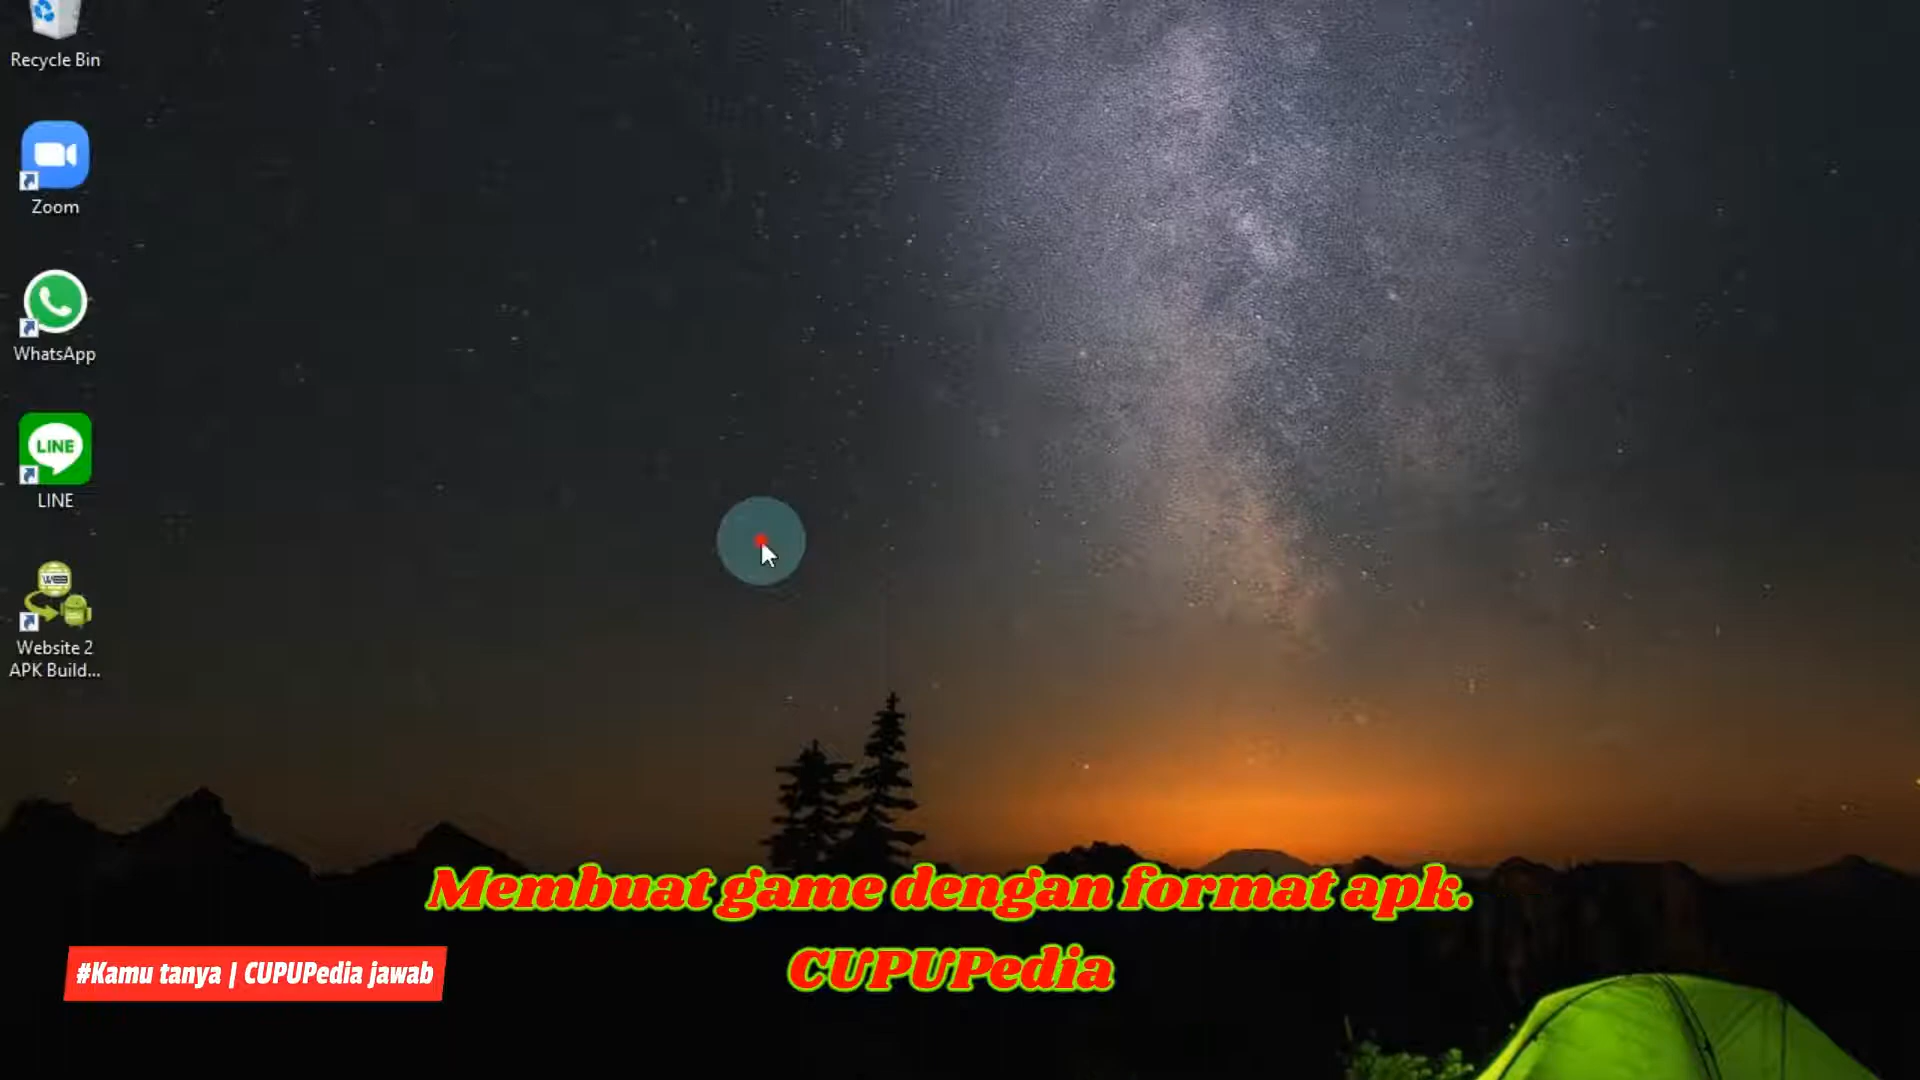 Recycle Bin
Zoom
WhatsApp
LINE
LINE
WEB
Website 2
APK Build...
Membuat game dengan format apk.
CUPUPedia
#Kamu tanya | CUPUPedia jawab